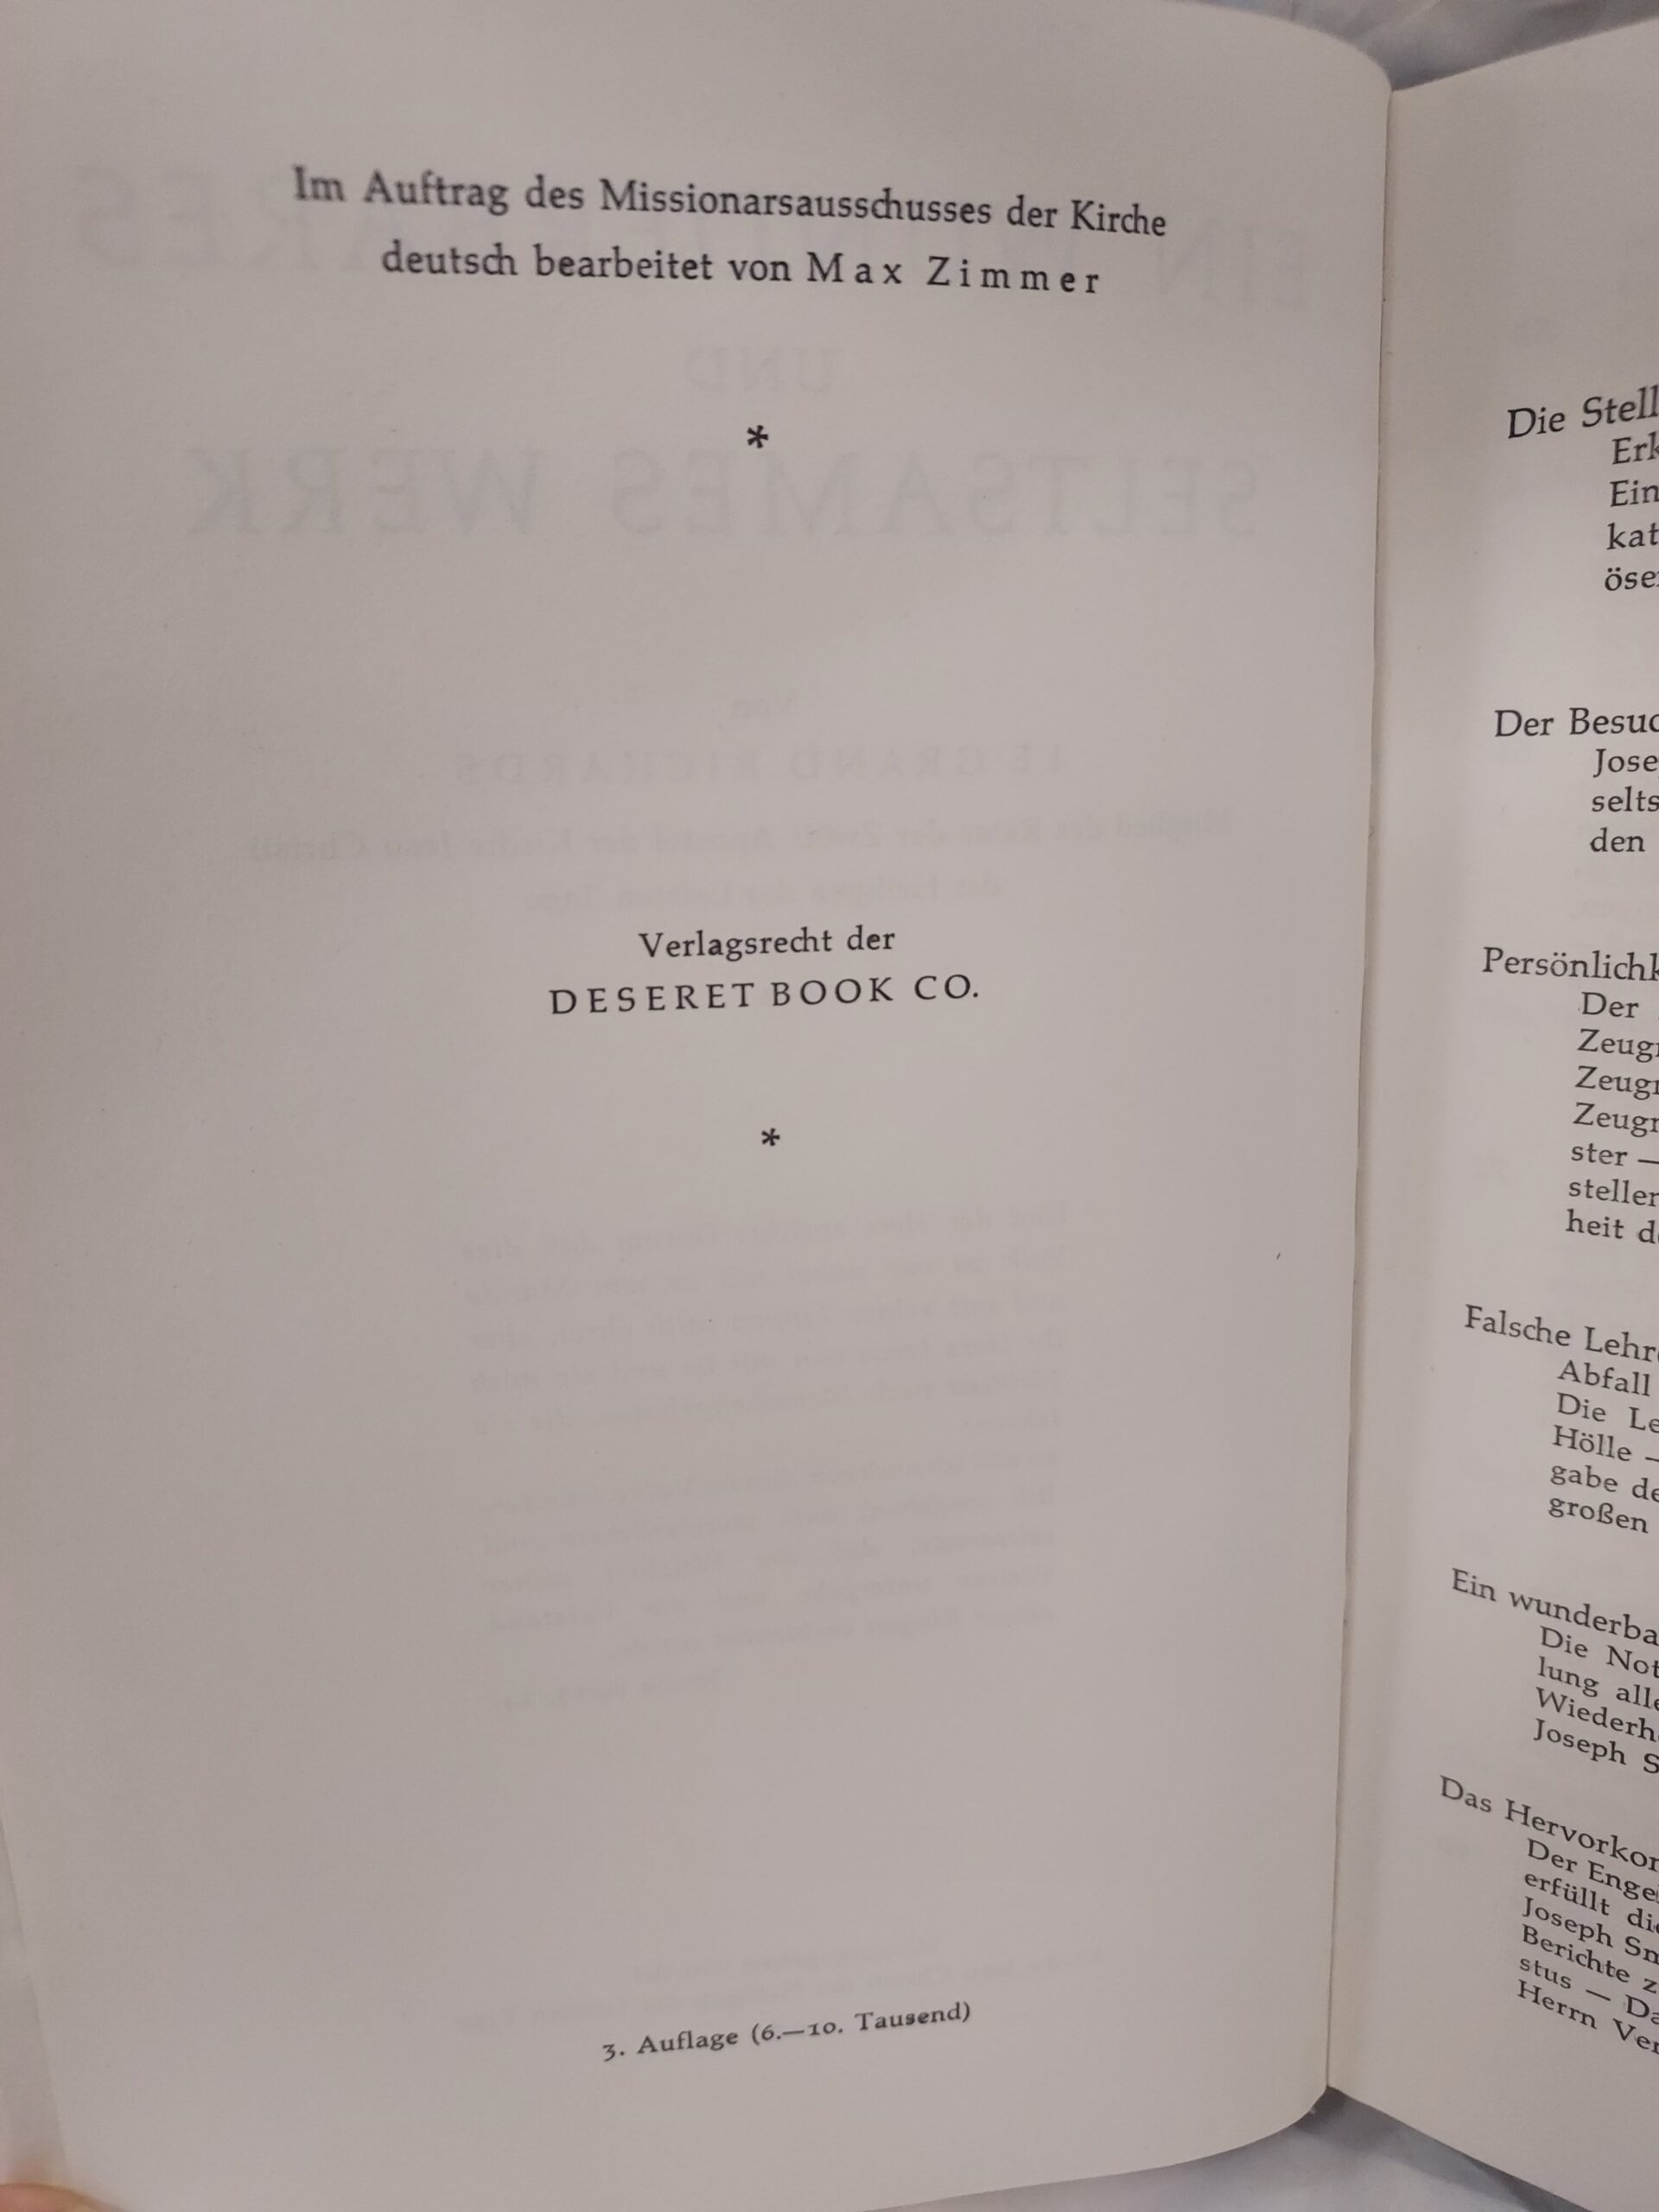 Im Auftrag des Missionarsausschusses der Kirche
deutsch bearbeitet von Max Zimmer
*
Verlagsrecht der
DESERET BOOK CO.
*
3. Auflage (6.—10. Tausend)
Die Stell
Erk
Ein
kat
öse
Der Besuc
Jose
selts
den
Persönlichk
Der
Zeug
Zeug
Zeug
ster —
steller
heit d
Falsche Lehr
Abfall
Die Le
Hölle —
gabe de
großen
Ein wunderba
Die Not
lung alle
Wiederh
Joseph S
Das Hervorkom
Der Enge
erfüllt di
Joseph Sm
Berichte z
stus — Da
Herrn Ver